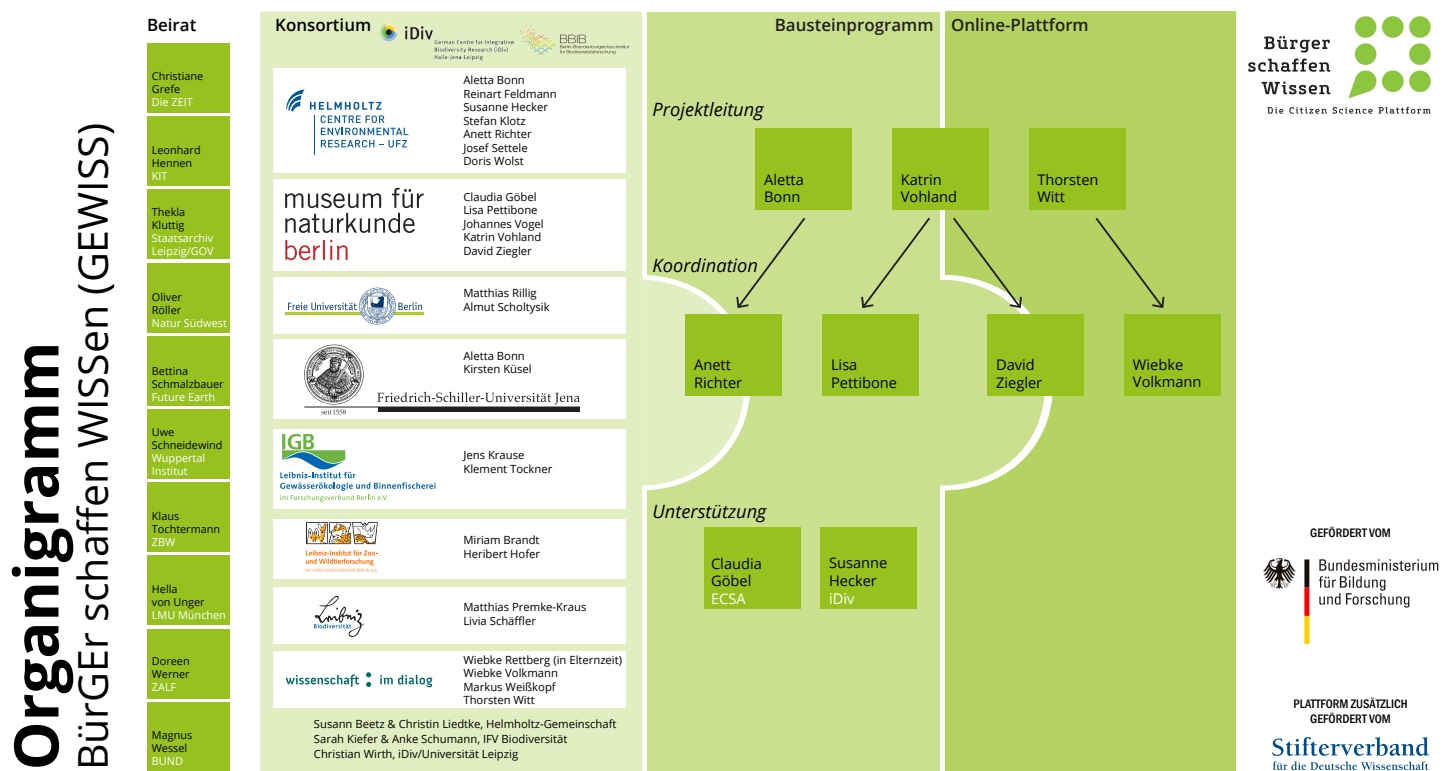 Organigramm
BürGEr schaffen WISSen (GEWISS)
Beirat
Christiane
Grefe
Die ZEIT
Leonhard
Hennen
KIT
Thekla
Kluttig
Staatsarchiv
Leipzig/GOV
Oliver
Röller
Natur Südwest
Bettina
Schmalzbauer
Future Earth
Uwe
Schneidewind
Wuppertal
Institut
Klaus
Tochtermann
ZBW
Hella
von Unger
LMU München
Doreen
Werner
ZALF
Magnus
Wessel
BUND
Konsortium
iDiv
German Centre for Integrative
Biodiversity Research (iDiv)
Halle-Jena-Leipzig
BBIB
Berlin-Brandenburgisches Institut
für Biodiversitätsforschung
HELMHOLTZ
CENTRE FOR
ENVIRONMENTAL
RESEARCH – UFZ
Aletta Bonn
Reinart Feldmann
Susanne Hecker
Stefan Klotz
Anett Richter
Josef Settele
Doris Wolst
museum für
naturkunde
berlin
Claudia Göbel
Lisa Pettibone
Johannes Vogel
Katrin Vohland
David Ziegler
Freie Universität Berlin
Matthias Rillig
Almut Scholtysik
Friedrich-Schiller-Universität Jena
seit 1558
Aletta Bonn
Kirsten Küsel
IGB
Leibniz-Institut für
Gewässerökologie und Binnenfischerei
im Forschungsverbund Berlin e.V.
Jens Krause
Klement Tockner
Leibniz-Institut für Zoo-
und Wildtierforschung
IM FORSCHUNGSVERBUND BERLIN E.V.
Miriam Brandt
Heribert Hofer
Leibniz
Biodiversität
Matthias Premke-Kraus
Livia Schäffler
wissenschaft : im dialog
Wiebke Rettberg (in Elternzeit)
Wiebke Volkmann
Markus Weißkopf
Thorsten Witt
Susann Beetz & Christin Liedtke, Helmholtz-Gemeinschaft
Sarah Kiefer & Anke Schumann, IFV Biodiversität
Christian Wirth, iDiv/Universität Leipzig
Bausteinprogramm
Online-Plattform
Projektleitung
Aletta
Bonn
Katrin
Vohland
Thorsten
Witt
Koordination
Anett
Richter
Lisa
Pettibone
David
Ziegler
Wiebke
Volkmann
Unterstützung
Claudia
Göbel
ECSA
Susanne
Hecker
iDiv
Bürger
schaffen
Wissen
Die Citizen Science Plattform
GEFÖRDERT VOM
Bundesministerium
für Bildung
und Forschung
PLATTFORM ZUSÄTZLICH
GEFÖRDERT VOM
Stifterverband
für die Deutsche Wissenschaft